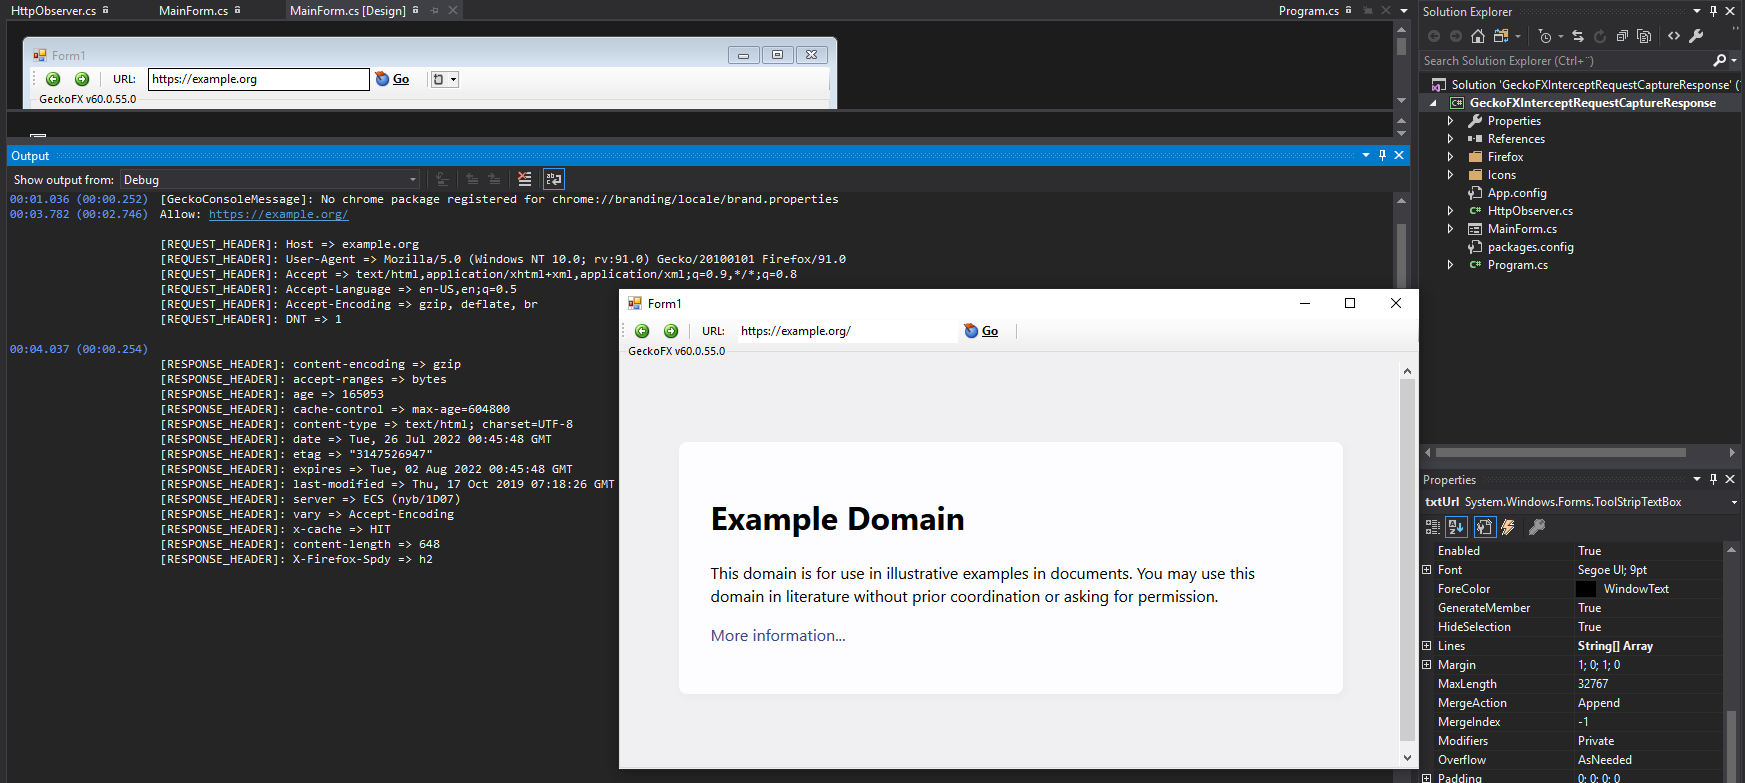 HttpObserver.cs
MainForm.cs
MainForm.cs [Design]
Program.cs
Form1
URL:
https://example.org
Go
GeckoFX v60.0.55.0
Output
Show output from:
Debug
00:01.036 (00:00.252) [GeckoConsoleMessage]: No chrome package registered for chrome://branding/locale/brand.properties
00:03.782 (00:02.746) Allow: https://example.org/
[REQUEST_HEADER]: Host => example.org
[REQUEST_HEADER]: User-Agent => Mozilla/5.0 (Windows NT 10.0; rv:91.0) Gecko/20100101 Firefox/91.0
[REQUEST_HEADER]: Accept => text/html,application/xhtml+xml,application/xml;q=0.9,*/*;q=0.8
[REQUEST_HEADER]: Accept-Language => en-US,en;q=0.5
[REQUEST_HEADER]: Accept-Encoding => gzip, deflate, br
[REQUEST_HEADER]: DNT => 1
00:04.037 (00:00.254)
[RESPONSE_HEADER]: content-encoding => gzip
[RESPONSE_HEADER]: accept-ranges => bytes
[RESPONSE_HEADER]: age => 165053
[RESPONSE_HEADER]: cache-control => max-age=604800
[RESPONSE_HEADER]: content-type => text/html; charset=UTF-8
[RESPONSE_HEADER]: date => Tue, 26 Jul 2022 00:45:48 GMT
[RESPONSE_HEADER]: etag => "3147526947"
[RESPONSE_HEADER]: expires => Tue, 02 Aug 2022 00:45:48 GMT
[RESPONSE_HEADER]: last-modified => Thu, 17 Oct 2019 07:18:26 GMT
[RESPONSE_HEADER]: server => ECS (nyb/1D07)
[RESPONSE_HEADER]: vary => Accept-Encoding
[RESPONSE_HEADER]: x-cache => HIT
[RESPONSE_HEADER]: content-length => 648
[RESPONSE_HEADER]: X-Firefox-Spdy => h2
Form1
URL:
https://example.org/
Go
GeckoFX v60.0.55.0
Example Domain
This domain is for use in illustrative examples in documents. You may use this
domain in literature without prior coordination or asking for permission.
More information...
Solution Explorer
Search Solution Explorer (Ctrl+¨)
Solution 'GeckoFXInterceptRequestCaptureResponse' (
GeckoFXInterceptRequestCaptureResponse
Properties
References
Firefox
Icons
App.config
HttpObserver.cs
MainForm.cs
packages.config
Program.cs
Properties
txtUrl System.Windows.Forms.ToolStripTextBox
Enabled True
Font Segoe UI; 9pt
ForeColor WindowText
GenerateMember True
HideSelection True
Lines String[] Array
Margin 1; 0; 1; 0
MaxLength 32767
MergeAction Append
MergeIndex -1
Modifiers Private
Overflow AsNeeded
Padding 0; 0; 0; 0